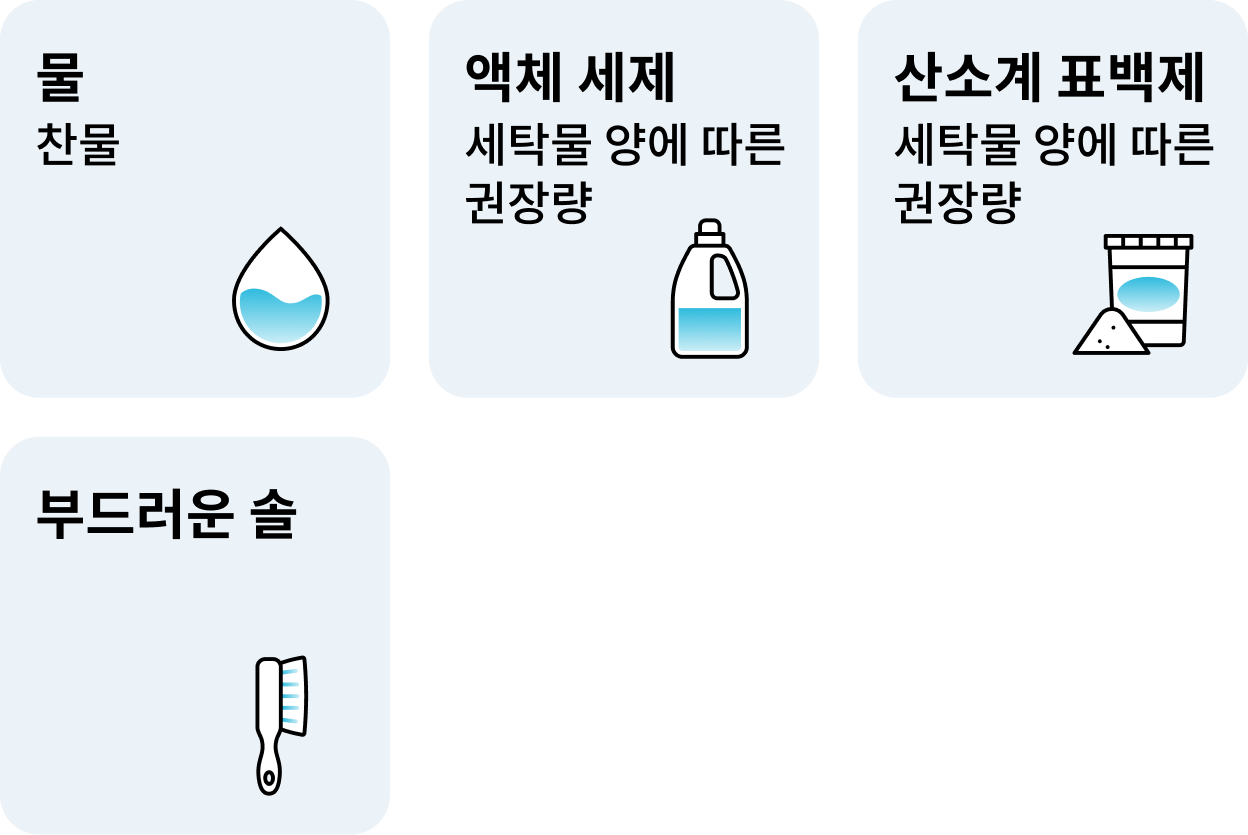 물
찬물
액체 세제
세탁물 양에 따른
권장량
산소계 표백제
세탁물 양에 따른
권장량
부드러운 솔